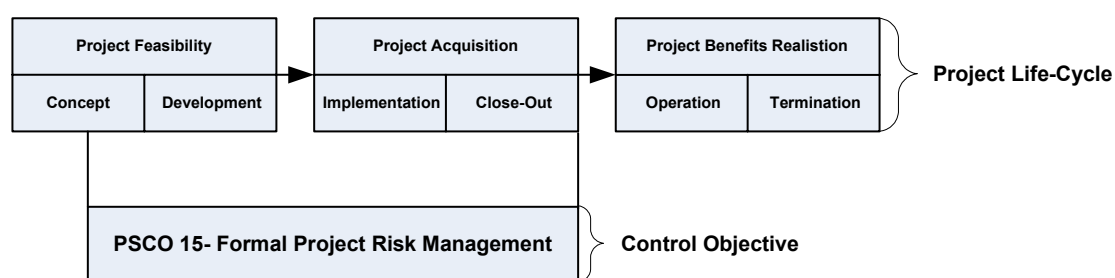 Project Feasibility
Project Acquisition
Project Benefits Realistion
Project Life-Cycle
Concept
Development
Implementation
Close-Out
Operation
Termination
PSCO 15- Formal Project Risk Management
Control Objective